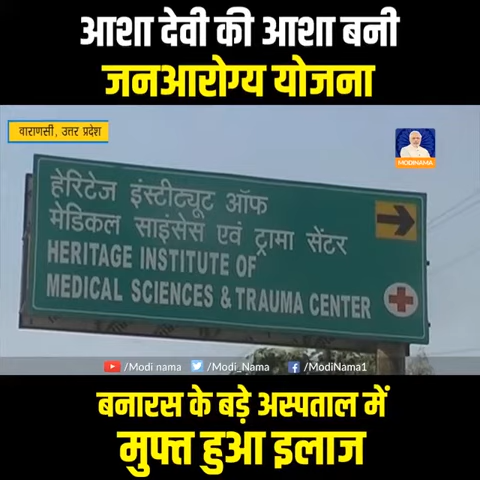 आशा देवी की आशा बनी
जनआरोग्य योजना
वाराणसी, उत्तर प्रदेश
MODINAMA
हेरिटेज इंस्टीट्यूट ऑफ
मेडिकल साइंसेस एवं ट्रामा सेंटर
HERITAGE INSTITUTE OF
MEDICAL SCIENCES & TRAUMA CENTER
/Modi nama /Modi_Nama /ModiNama1
बनारस के बड़े अस्पताल में
मुफ्त हुआ इलाज